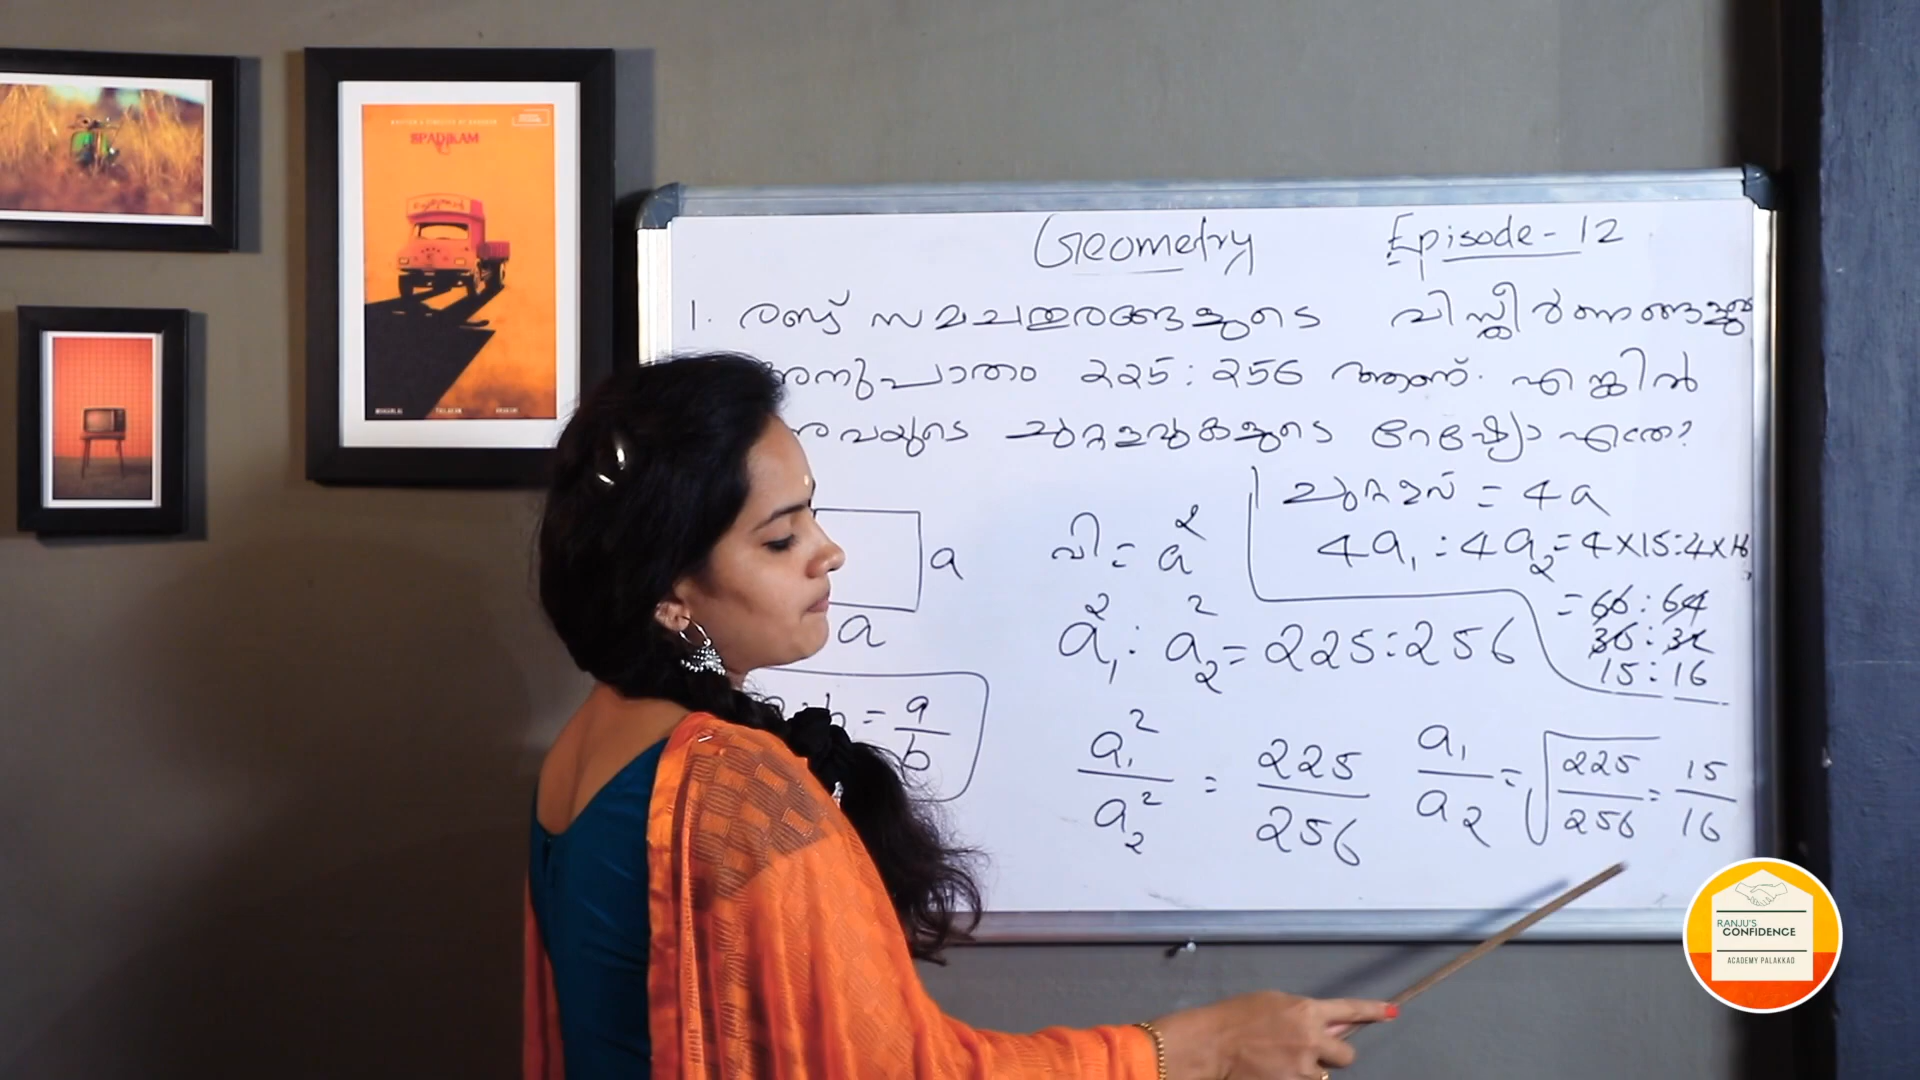 SPADIKAM
Geometry Episode - 12
1. രണ്ട് സമചതുരങ്ങളുടെ വിസ്തീർണങ്ങളുടെ
അനുപാതം 225 : 256 ആണ്. എങ്കിൽ
അവയുടെ ചുറ്റളവുകളുടെ റേഷ്യോ എത്ര?
ചുറ്റളവ് = 4a
വി = a²
4a₁ : 4a₂ = 4×15 : 4×16
a
= 60 : 64
30 : 32
15 : 16
a
a₁² : a₂² = 225 : 256
= a/b
a₁²/a₂² = 225/256 a₁/a₂ = √225/256 = 15/16
RANJU'S
CONFIDENCE
ACADEMY PALAKKAD